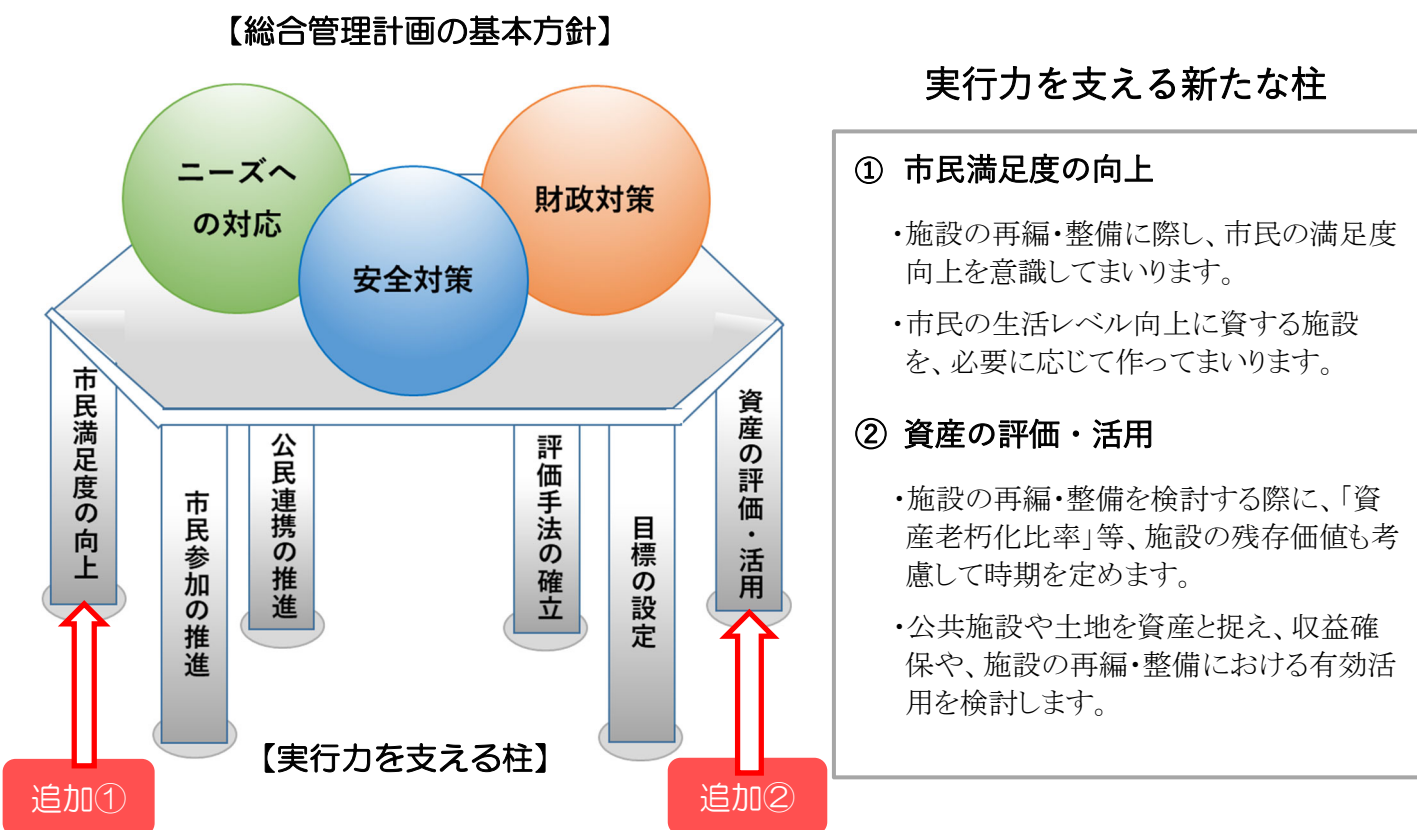 【総合管理計画の基本方針】
ニーズへ
の対応
安全対策
財政対策
市民満足度の向上
市民参加の推進
公民連携の推進
評価手法の確立
目標の設定
資産の評価・活用
【実行力を支える柱】
追加①
追加②
実行力を支える新たな柱
① 市民満足度の向上
・施設の再編・整備に際し、市民の満足度
向上を意識してまいります。
・市民の生活レベル向上に資する施設
を、必要に応じて作ってまいります。
② 資産の評価・活用
・施設の再編・整備を検討する際に、「資
産老朽化比率」等、施設の残存価値も考
慮して時期を定めます。
・公共施設や土地を資産と捉え、収益確
保や、施設の再編・整備における有効活
用を検討します。